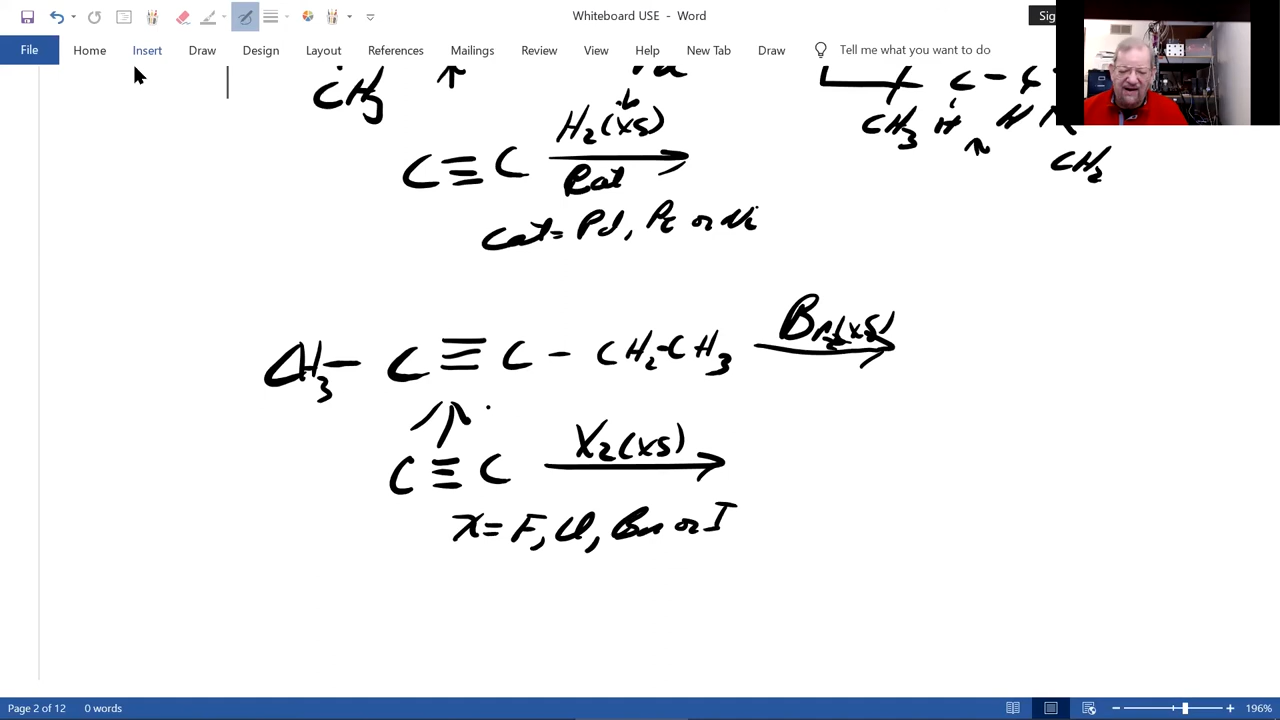 Whiteboard USE - Word
Sig
File Home Insert Draw Design Layout References Mailings Review View Help New Tab Draw Tell me what you want to do
CH3
CH3 H H CH2
C - C
H2(xs)
C ≡ C
Cat
Cat = Pd, Pt or Ni
Br2(xs)
CH3 - C ≡ C - CH2-CH3
X2(xs)
C ≡ C
X = F, Cl, Br or I
Page 2 of 12 0 words 196%